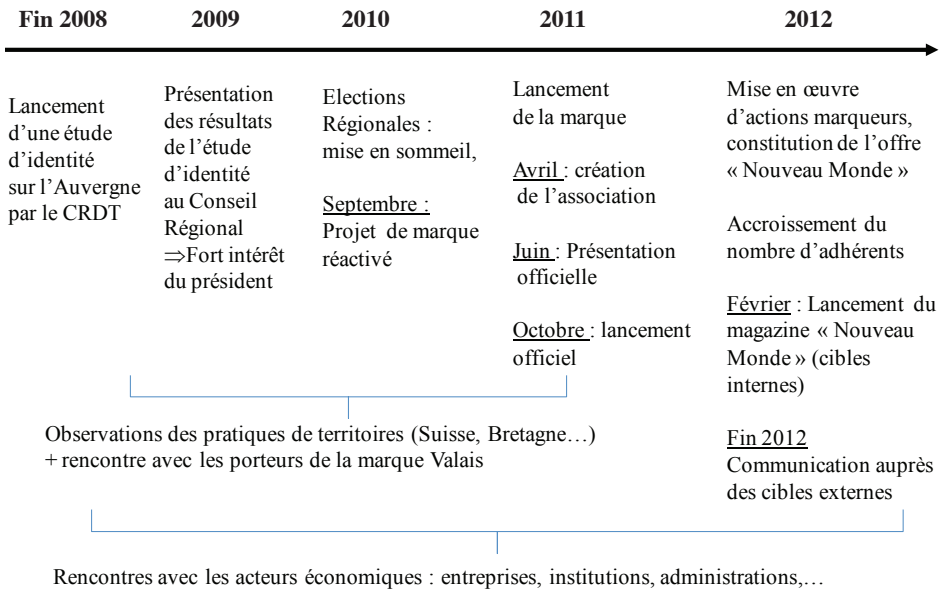 Fin 2008
2009
2010
2011
2012
Lancement
d’une étude
d’identité
sur l’Auvergne
par le CRDT
Présentation
des résultats
de l’étude
d’identité
au Conseil
Régional
⇒Fort intérêt
du président
Elections
Régionales :
mise en sommeil,
Septembre :
Projet de marque
réactivé
Lancement
de la marque
Avril : création
de l’association
Juin : Présentation
officielle
Octobre : lancement
officiel
Mise en œuvre
d’actions marqueurs,
constitution de l’offre
« Nouveau Monde »
Accroissement du
nombre d’adhérents
Février : Lancement du
magazine « Nouveau
Monde » (cibles
internes)
Fin 2012
Communication auprès
des cibles externes
Observations des pratiques de territoires (Suisse, Bretagne…)
+ rencontre avec les porteurs de la marque Valais
Rencontres avec les acteurs économiques : entreprises, institutions, administrations,…